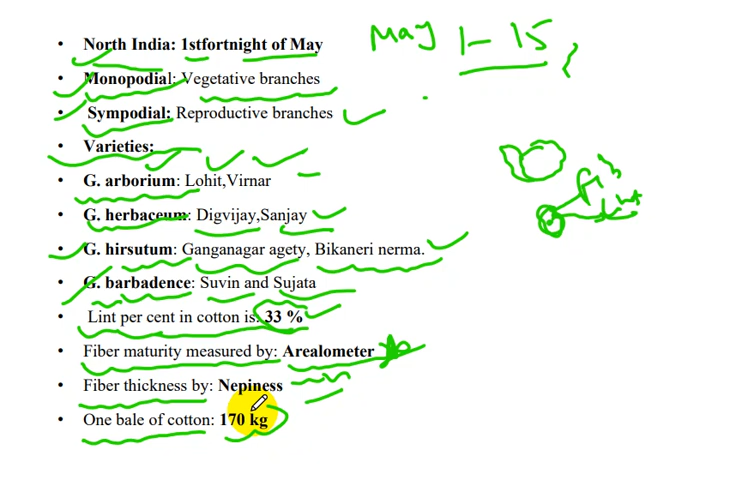 May 1-15
North India: 1stfortnight of May
Monopodial: Vegetative branches
Sympodial: Reproductive branches
Varieties:
G. arborium: Lohit,Virnar
G. herbaceum: Digvijay,Sanjay
G. hirsutum: Ganganagar agety, Bikaneri nerma.
G. barbadence: Suvin and Sujata
Lint per cent in cotton is: 33 %
Fiber maturity measured by: Arealometer
Fiber thickness by: Nepiness
One bale of cotton: 170 kg